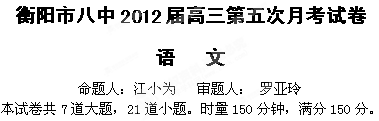 衡阳市八中2012届高三第五次月考试卷
语 文
命题人：江小为 审题人： 罗亚玲
本试卷共7道大题，21道小题。时量150分钟，满分150分。